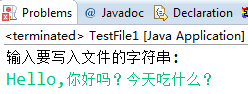 Problems @ Javadoc Declaration
<terminated> TestFile1 [Java Application]
输入要写入文件的字符串:
Hello,你好吗？今天吃什么？